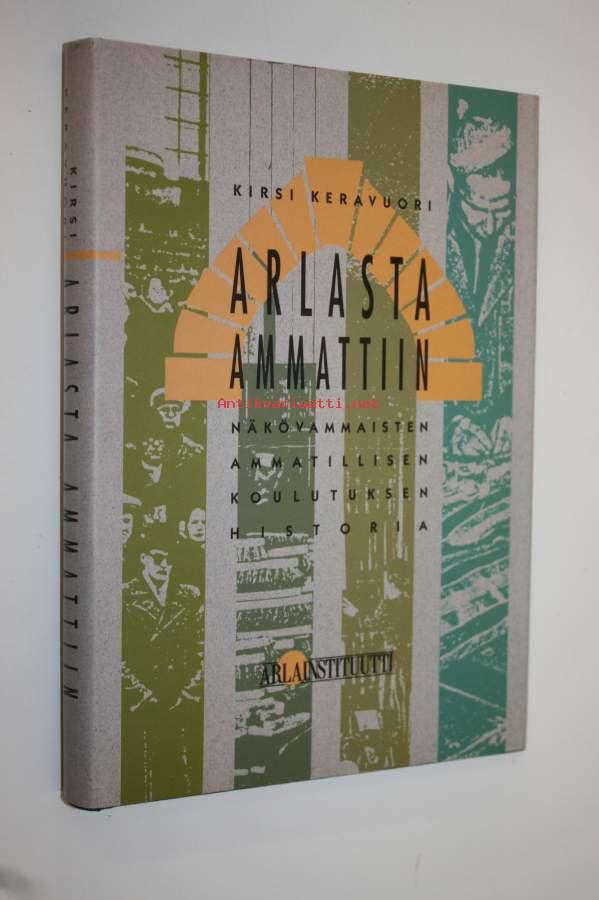 KIRSI KERAVUORI
ARLASTA
AMMATTIIN
Antikvariaatti.net
NÄKÖVAMMAISTEN
AMMATILLISEN
KOULUTUKSEN
HISTORIA
ARLAINSTITUUTTI
KIRSI KERAVUORI ARLASTA AMMATTIIN